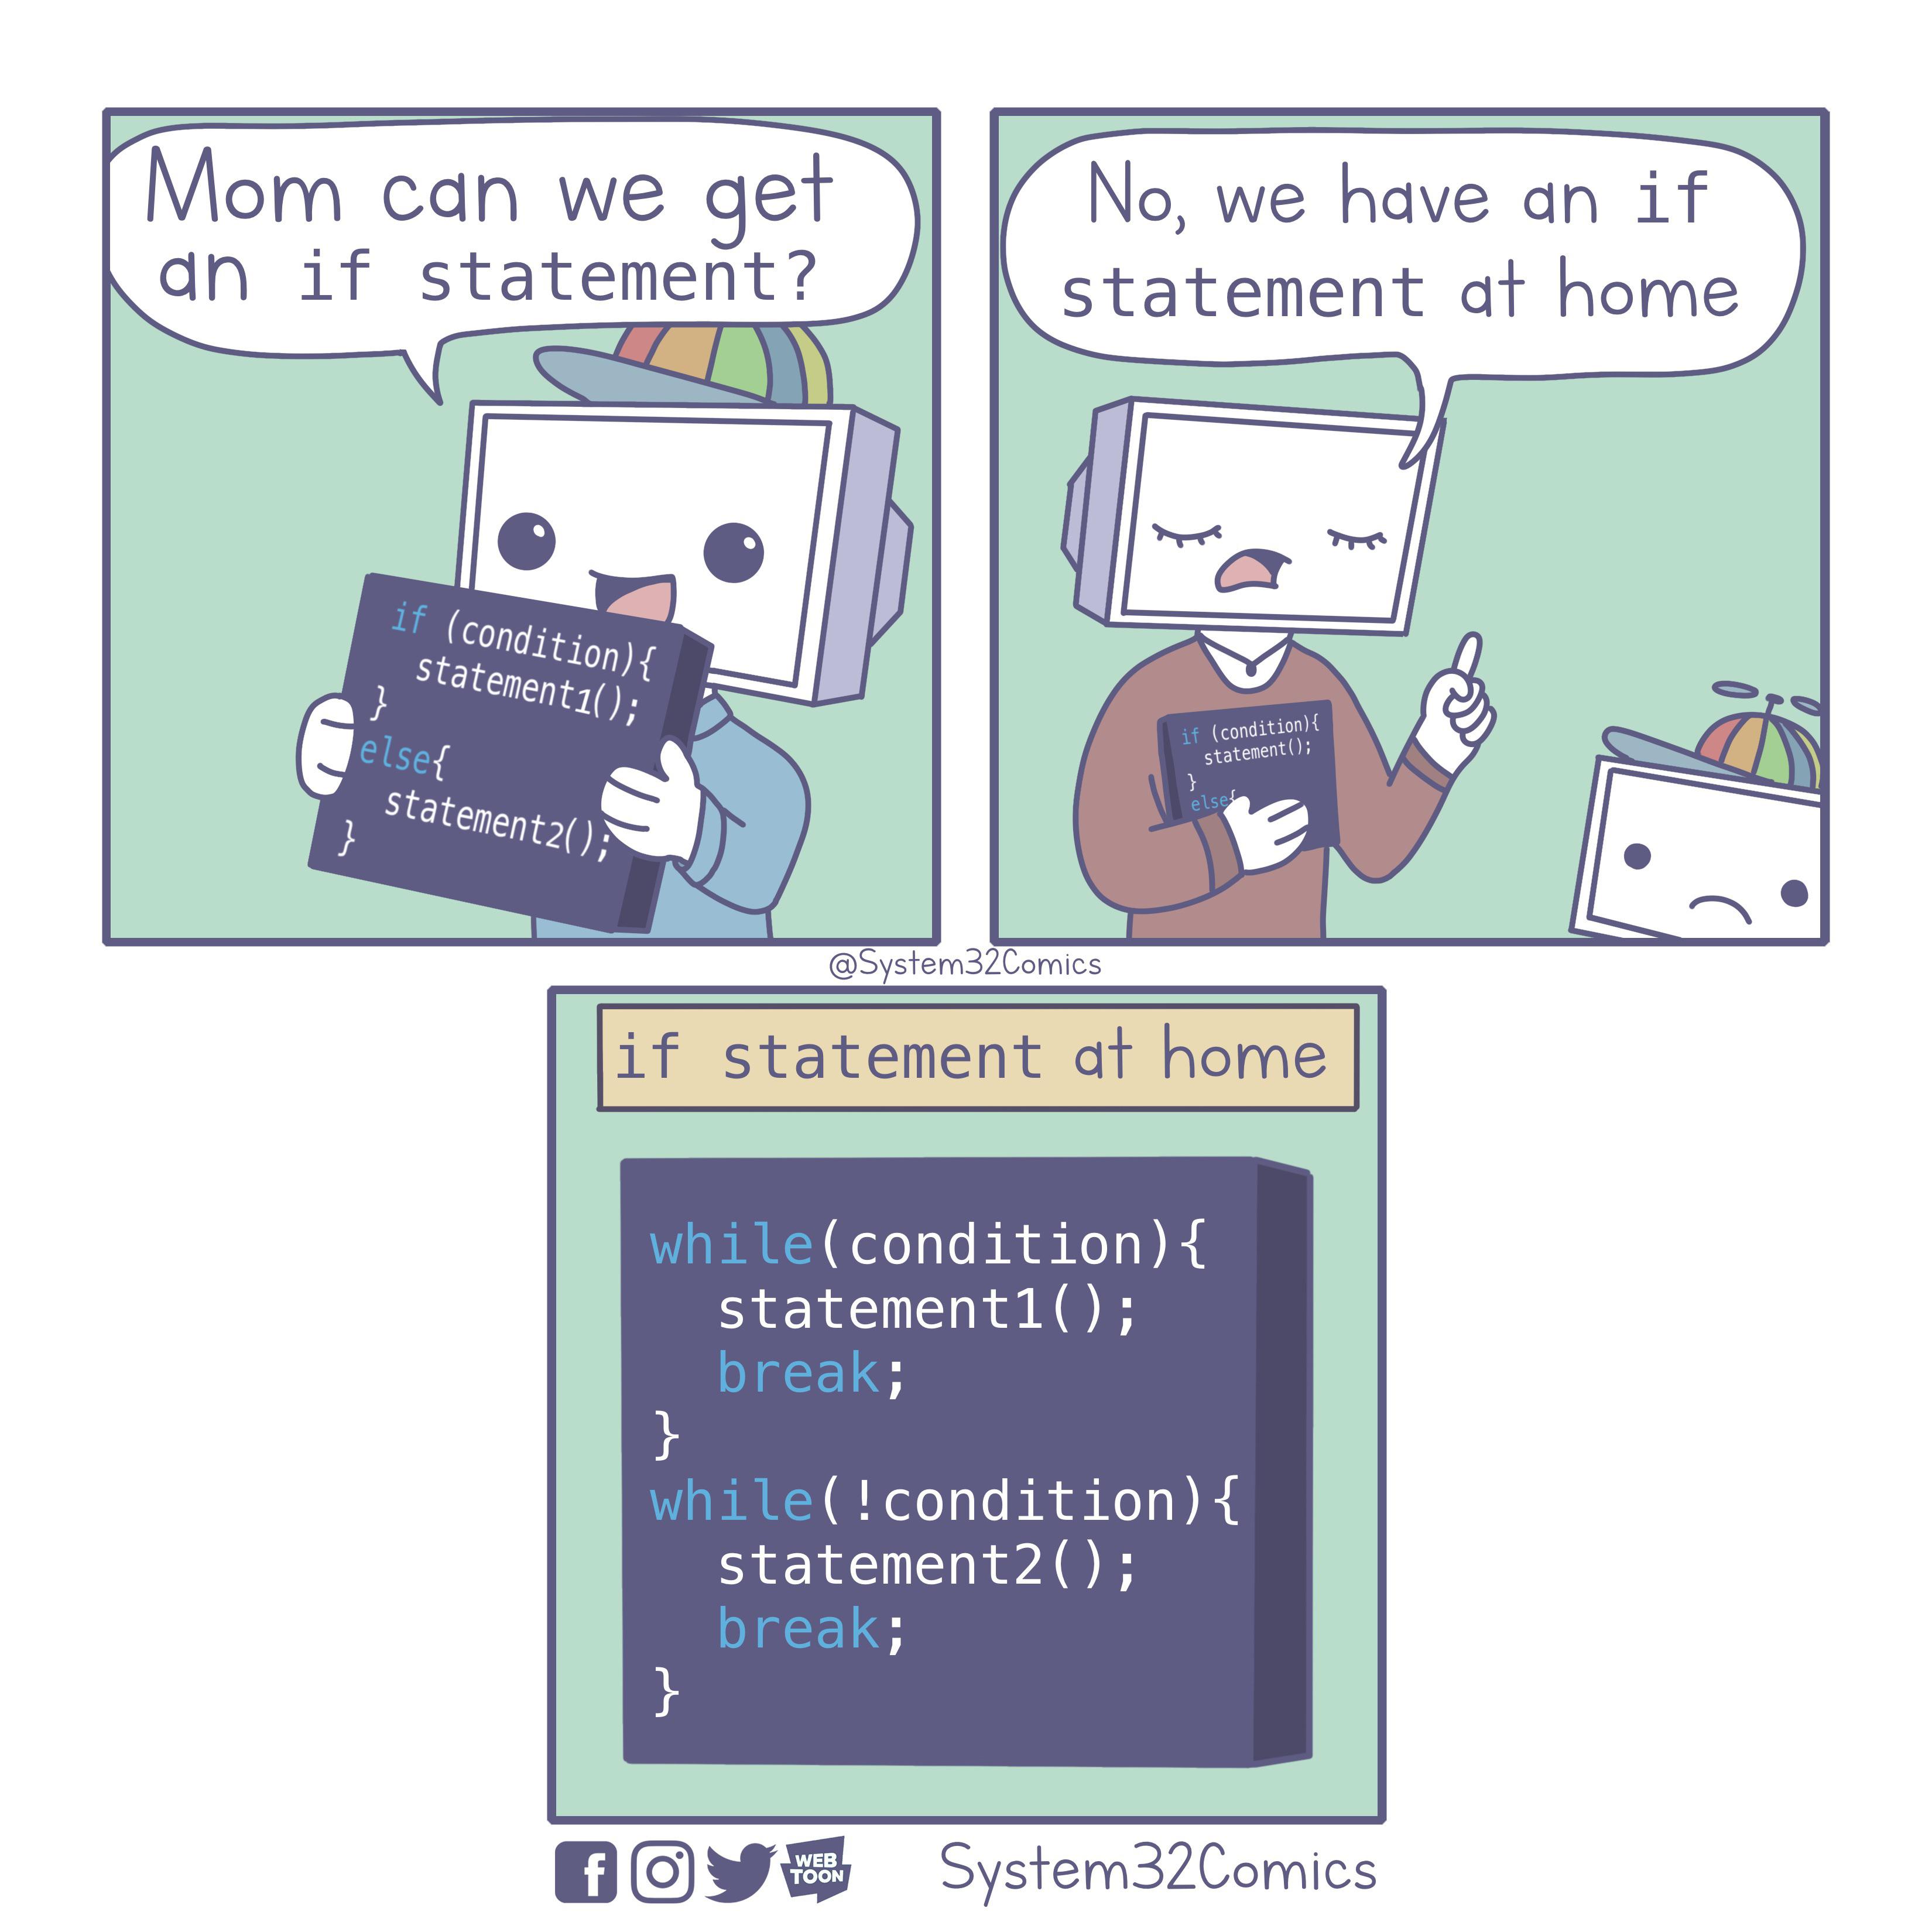 Mom can we get
an if statement?
if (condition){
statement1();
}
else{
statement2();
}
No, we have an if
statement at home
if (condition){
statement();
}
else{
@System32Comics
if statement at home
while(condition){
statement1();
break;
}
while(!condition){
statement2();
break;
}
f
WEB
TOON
System32Comics